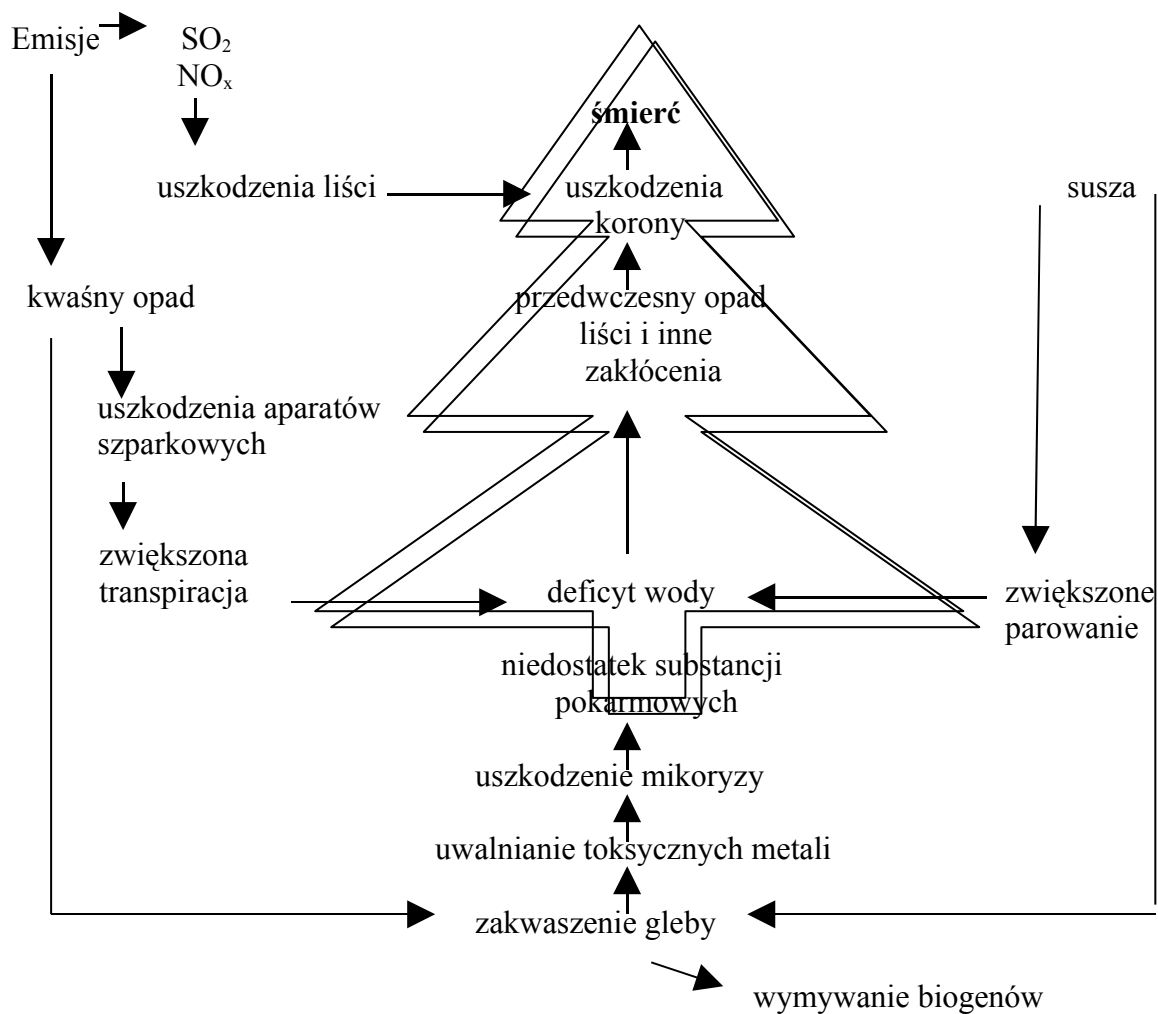 Emisje
SO₂
NOₓ
śmierć
uszkodzenia liści
uszkodzenia
korony
susza
kwaśny opad
przedwczesny opad
liści i inne
zakłócenia
uszkodzenia aparatów
szparkowych
zwiększona
transpiracja
deficyt wody
zwiększone
parowanie
niedostatek substancji
pokarmowych
uszkodzenie mikoryzy
uwalnianie toksycznych metali
zakwaszenie gleby
wymywanie biogenów